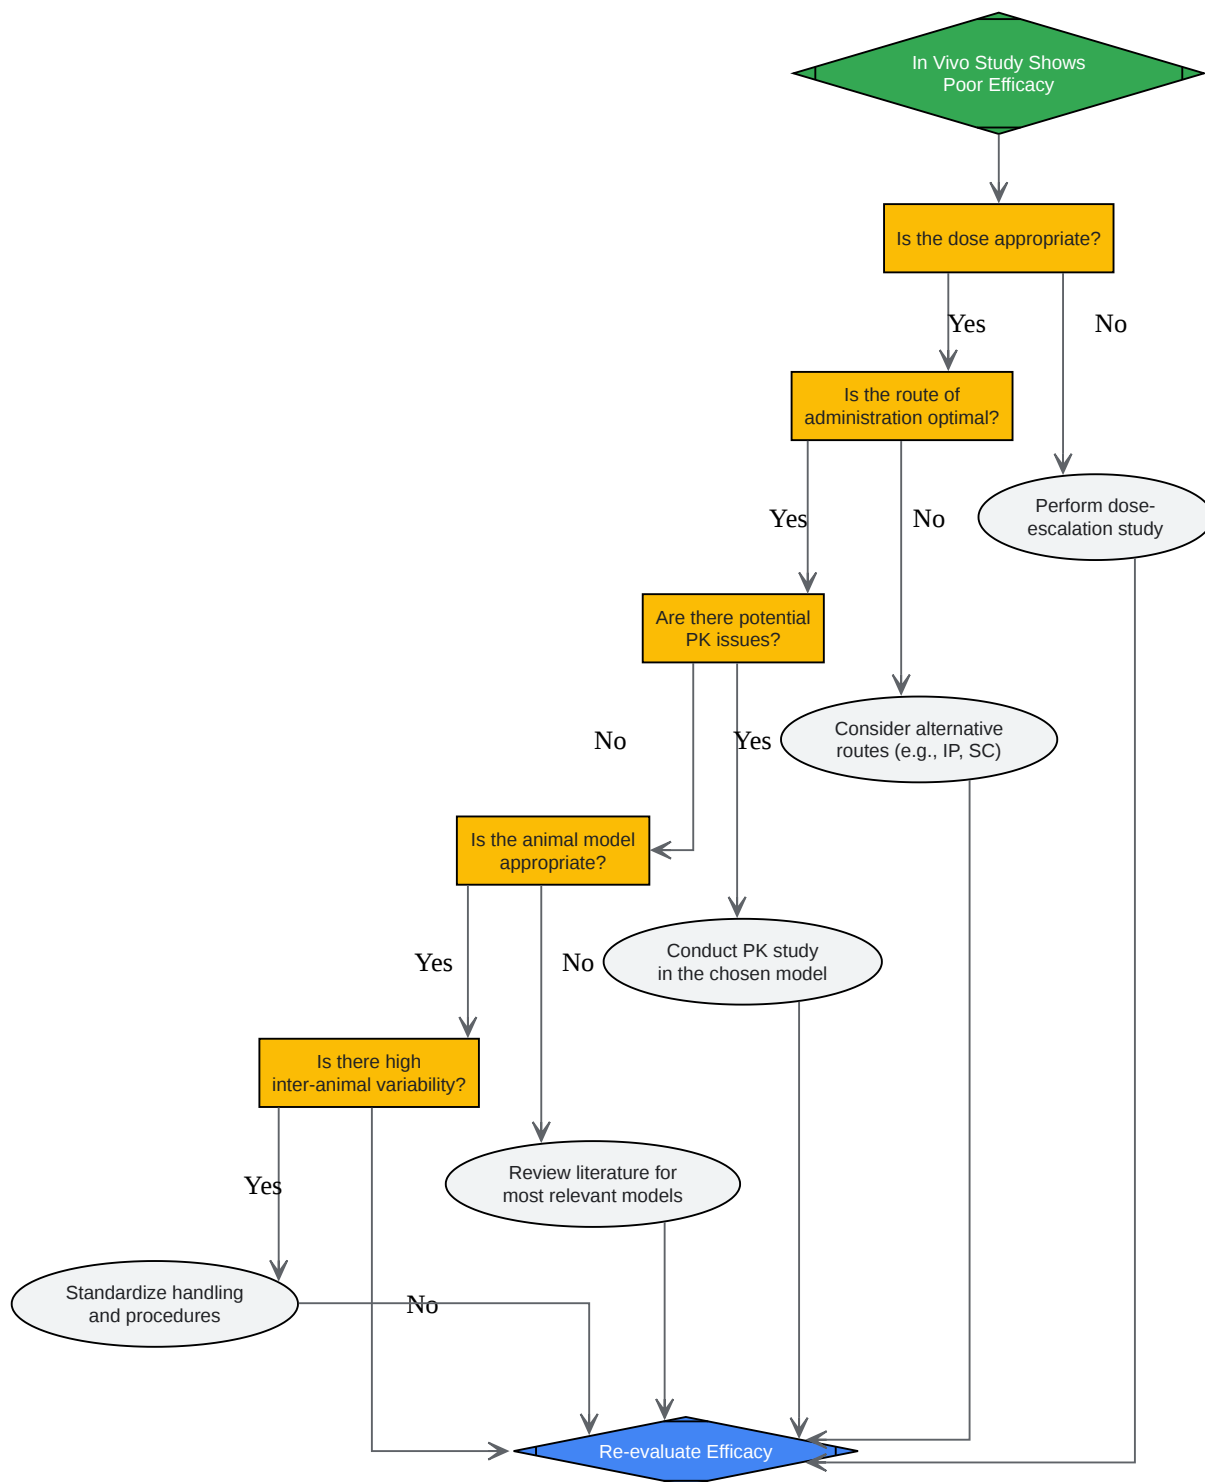 In Vivo Study Shows
Poor Efficacy
Is the dose appropriate?
Yes
No
Is the route of
administration optimal?
Perform dose-
escalation study
Yes
No
Are there potential
PK issues?
Consider alternative
routes (e.g., IP, SC)
No
Yes
Is the animal model
appropriate?
Conduct PK study
in the chosen model
Yes
No
Is there high
inter-animal variability?
Review literature for
most relevant models
Yes
Standardize handling
and procedures
No
Re-evaluate Efficacy